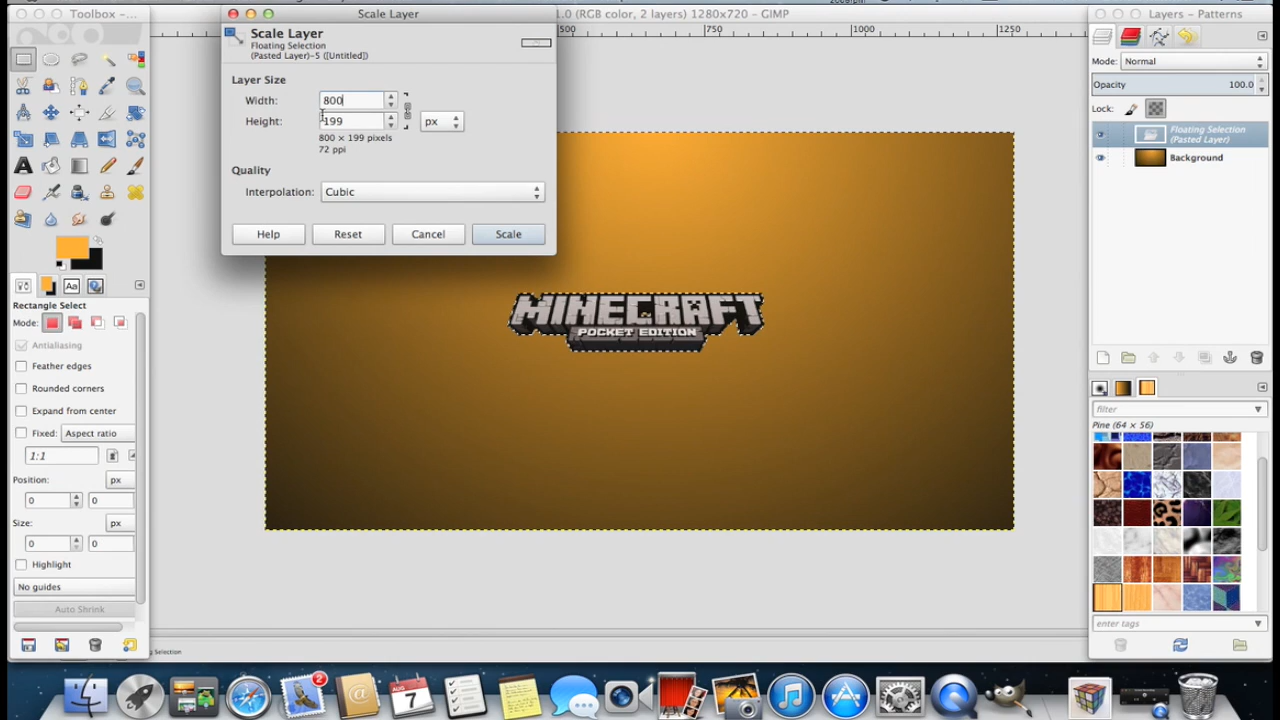 Toolbox –...
Scale Layer
1.0 (RGB color, 2 layers) 1280x720 – GIMP
Layers – Patterns
Scale Layer
Floating Selection
(Pasted Layer)–5 ([Untitled])
500
750
1000
1250
Layer Size
Width:
800
Height:
199
px
800 × 199 pixels
72 ppi
Quality
Interpolation:
Cubic
Help
Reset
Cancel
Scale
Mode:
Normal
Opacity
100.0
Lock:
Floating Selection
(Pasted Layer)
Background
MINECRAFT
POCKET EDITION
Rectangle Select
Mode:
Antialiasing
Feather edges
Rounded corners
Expand from center
Fixed:
Aspect ratio
1:1
Position:
px
0
0
Size:
px
0
0
Highlight
No guides
Auto Shrink
filter
Pine (64 × 56)
enter tags
Selection
2
AUG
7